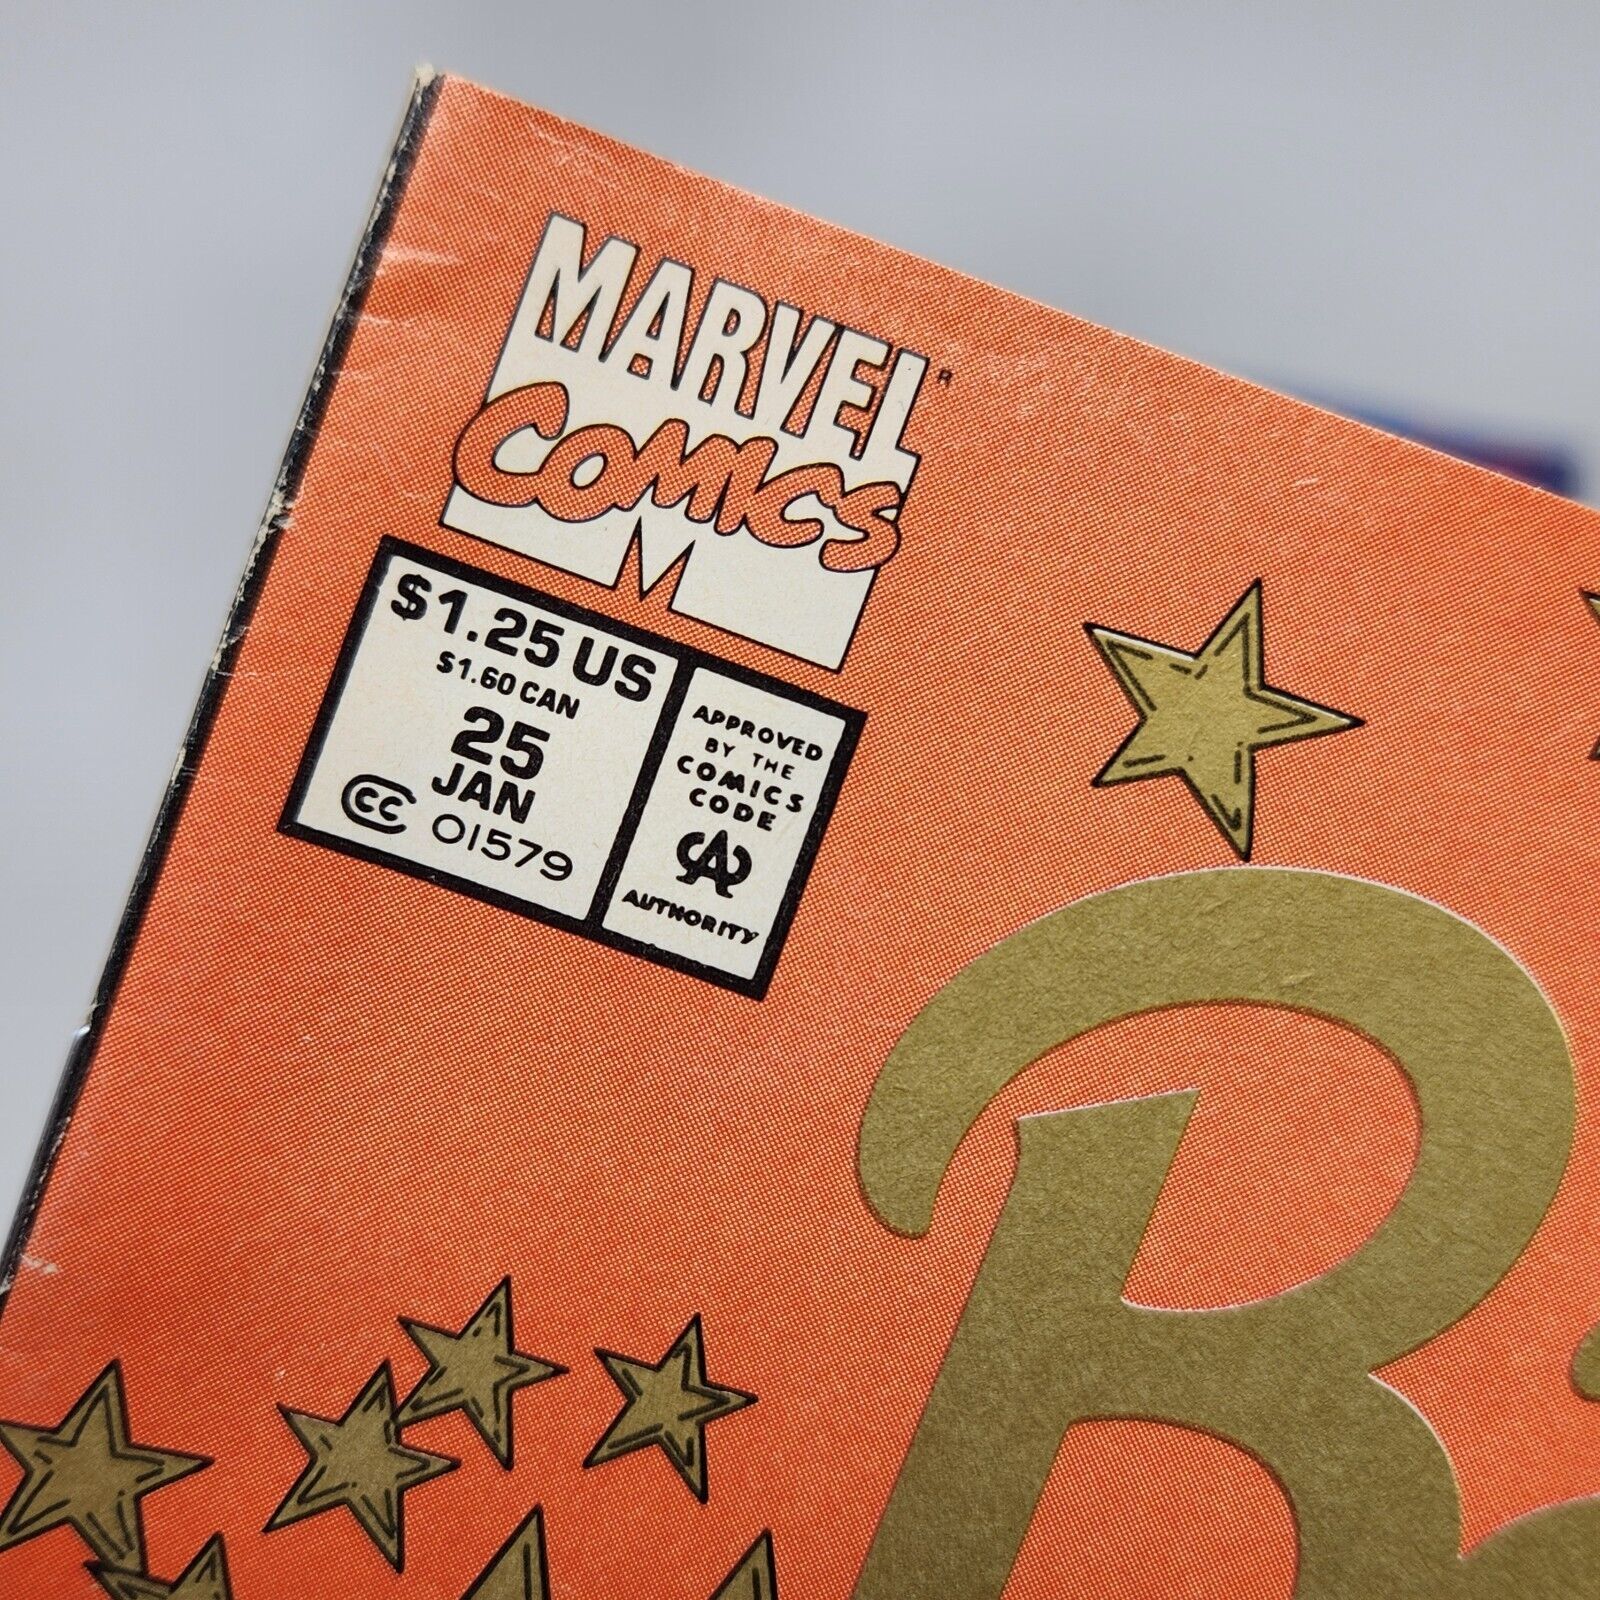 MARVEL®
COMICS
$1.25 US
$1.60 CAN
25
JAN
CC 01579
APPROVED
BY THE
COMICS
CODE
CA
AUTHORITY
R